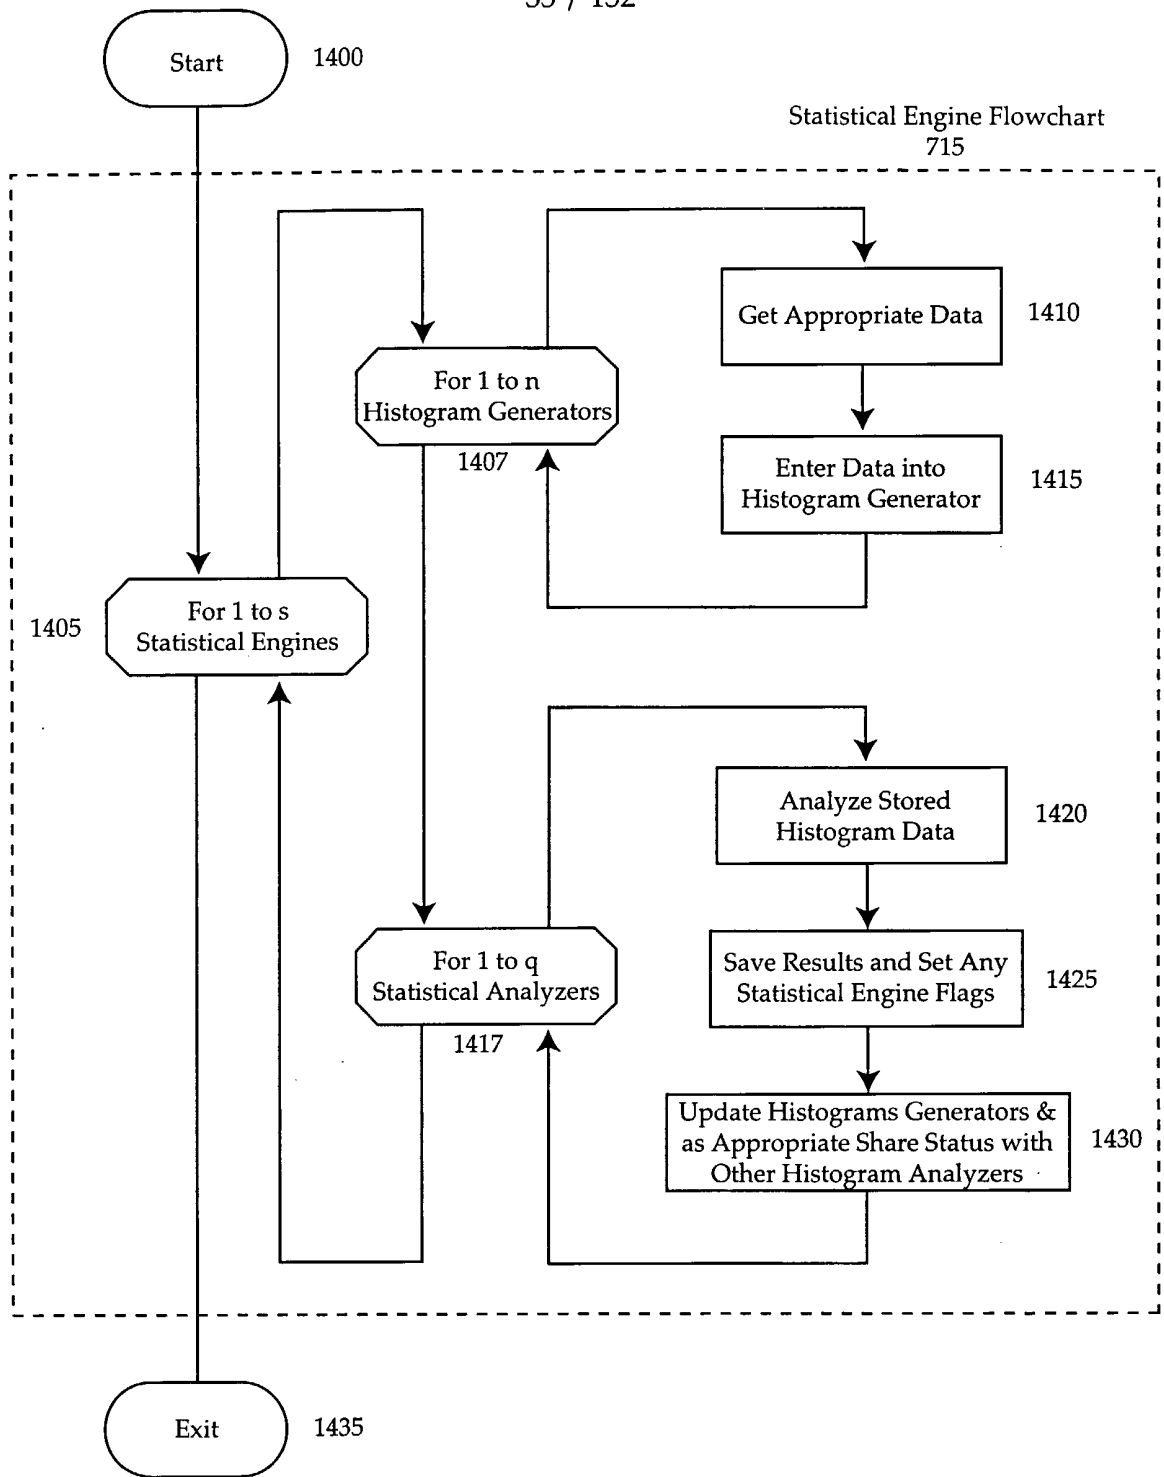 Start
1400
Statistical Engine Flowchart
715
Get Appropriate Data
1410
For 1 to n
Histogram Generators
1407
Enter Data into
Histogram Generator
1415
1405
For 1 to s
Statistical Engines
Analyze Stored
Histogram Data
1420
For 1 to q
Statistical Analyzers
1417
Save Results and Set Any
Statistical Engine Flags
1425
Update Histograms Generators &
as Appropriate Share Status with
Other Histogram Analyzers
1430
Exit
1435